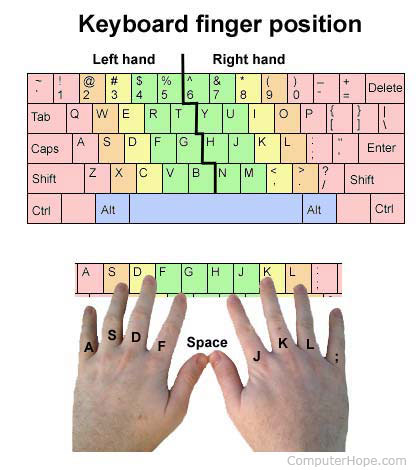 Keyboard finger position
Left hand Right hand
~ ! @ # $ % ^ & * ( ) – + Delete
` 1 2 3 4 5 6 7 8 9 0 - =
Tab Q W E R T Y U I O P { } |
[ ] \
Caps A S D F G H J K L : " Enter
; '
Shift Z X C V B N M < > ? Shift
, . /
Ctrl Alt Alt Ctrl
A S D F G H J K L :
;
A S D F Space J K L ;
ComputerHope.com